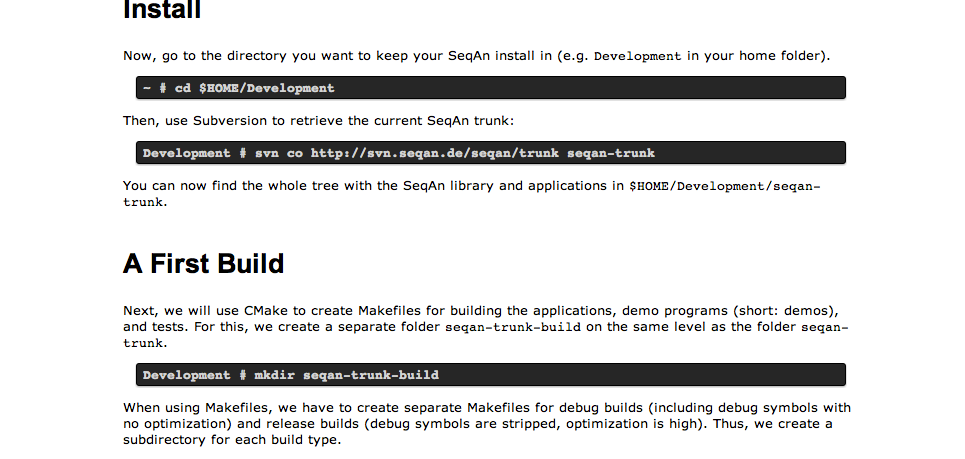 Install
Now, go to the directory you want to keep your SeqAn install in (e.g. Development in your home folder).
~ # cd $HOME/Development
Then, use Subversion to retrieve the current SeqAn trunk:
Development # svn co http://svn.seqan.de/seqan/trunk seqan-trunk
You can now find the whole tree with the SeqAn library and applications in $HOME/Development/seqan-
trunk.
A First Build
Next, we will use CMake to create Makefiles for building the applications, demo programs (short: demos),
and tests. For this, we create a separate folder seqan-trunk-build on the same level as the folder seqan-
trunk.
Development # mkdir seqan-trunk-build
When using Makefiles, we have to create separate Makefiles for debug builds (including debug symbols with
no optimization) and release builds (debug symbols are stripped, optimization is high). Thus, we create a
subdirectory for each build type.